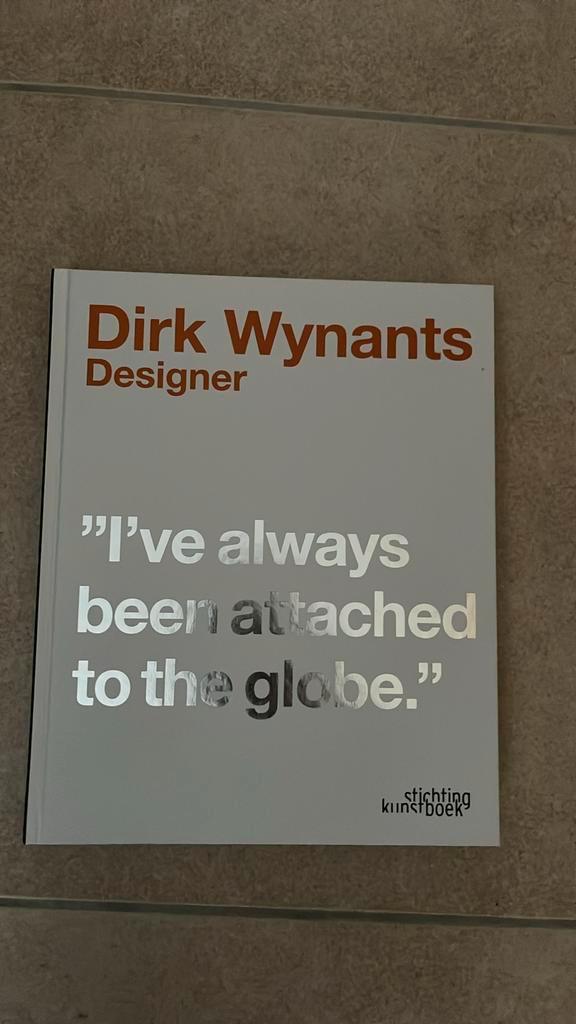 Dirk Wynants
Designer
”I’ve always
been attached
to the globe.”
stichting
kunstboek